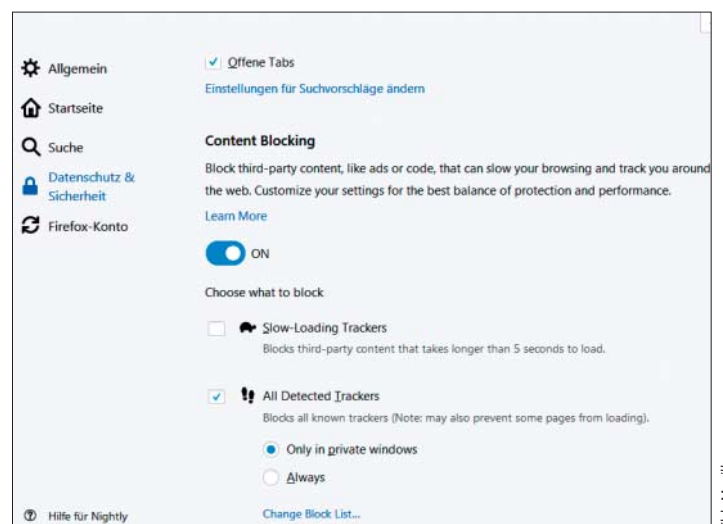 Allgemein
Startseite
Suche
Datenschutz &
Sicherheit
Firefox-Konto
Hilfe für Nightly
Offene Tabs
Einstellungen für Suchvorschläge ändern
Content Blocking
Block third-party content, like ads or code, that can slow your browsing and track you around
the web. Customize your settings for the best balance of protection and performance.
Learn More
ON
Choose what to block
Slow-Loading Trackers
Blocks third-party content that takes longer than 5 seconds to load.
All Detected Trackers
Blocks all known trackers (Note: may also prevent some pages from loading).
Only in private windows
Always
Change Block List...